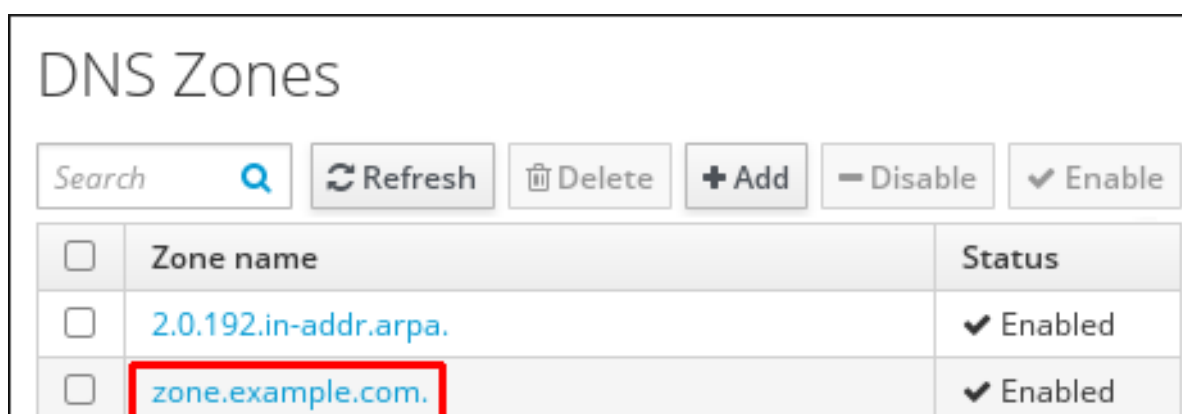 DNS Zones
Search Refresh Delete Add Disable Enable
Zone name Status
2.0.192.in-addr.arpa. Enabled
zone.example.com. Enabled